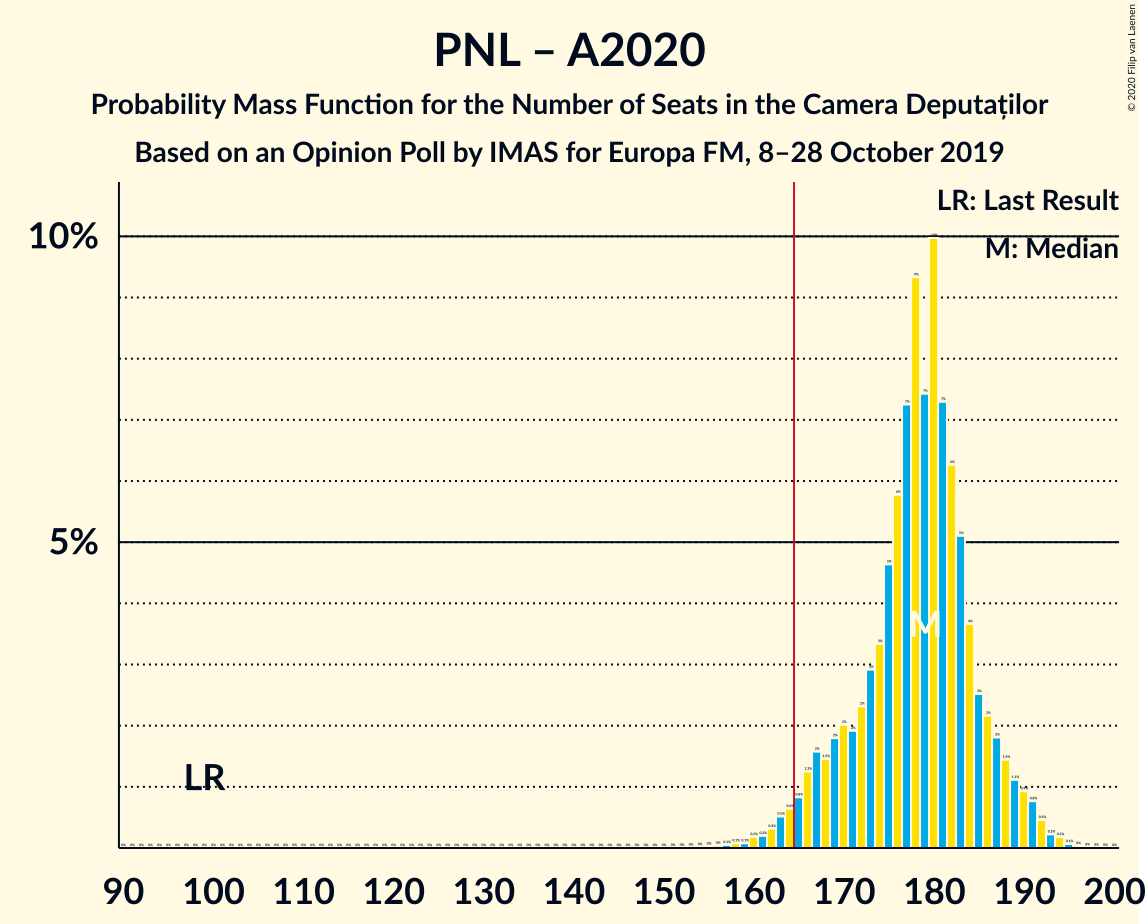 PNL – A2020
Probability Mass Function for the Number of Seats in the Camera Deputaților
Based on an Opinion Poll by IMAS for Europa FM, 8–28 October 2019
© 2020 Filip van Laenen
LR: Last Result
M: Median
10%
5%
LR
M
90 100 110 120 130 140 150 160 170 180 190 200